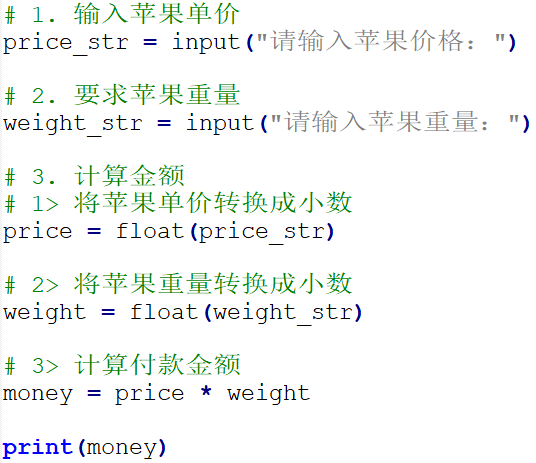 # 1. 输入苹果单价
price_str = input("请输入苹果价格：")
# 2. 要求苹果重量
weight_str = input("请输入苹果重量：")
# 3. 计算金额
# 1> 将苹果单价转换成小数
price = float(price_str)
# 2> 将苹果重量转换成小数
weight = float(weight_str)
# 3> 计算付款金额
money = price * weight
print(money)